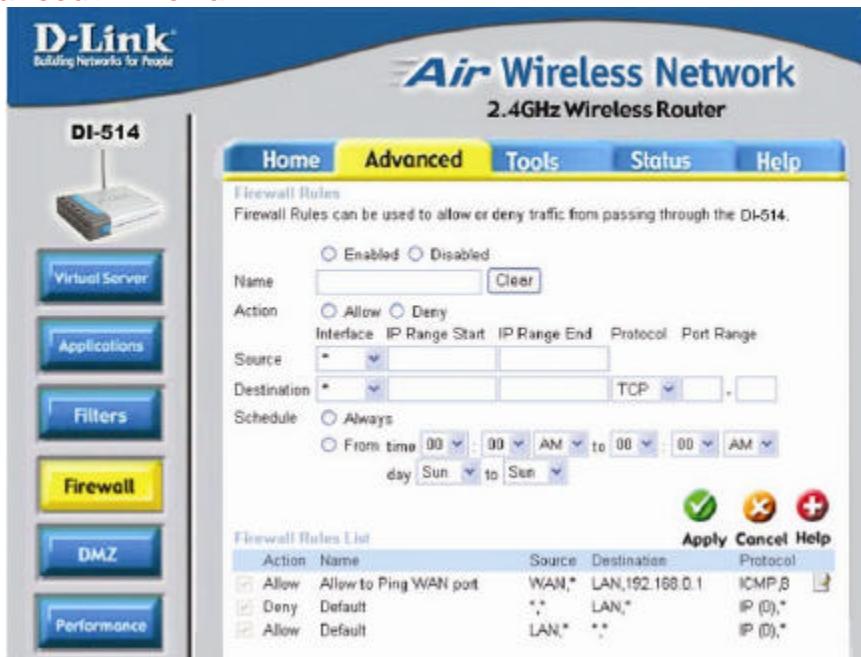 D-Link
Building Networks for People
Air Wireless Network
2.4GHz Wireless Router
DI-514
Home Advanced Tools Status Help
Virtual Server
Applications
Filters
Firewall
DMZ
Performance
Firewall Rules
Firewall Rules can be used to allow or deny traffic from passing through the DI-514.
Enabled Disabled
Name Clear
Action Allow Deny
Interface IP Range Start IP Range End Protocol Port Range
Source *
Destination * TCP -
Schedule Always
From time 00 : 00 AM to 00 : 00 AM
day Sun to Sun
Apply Cancel Help
Firewall Rules List
Action Name Source Destination Protocol
Allow Allow to Ping WAN port WAN,* LAN,192.168.0.1 ICMP,8
Deny Default *,* LAN,* IP (0),*
Allow Default LAN,* *,* IP (0),*